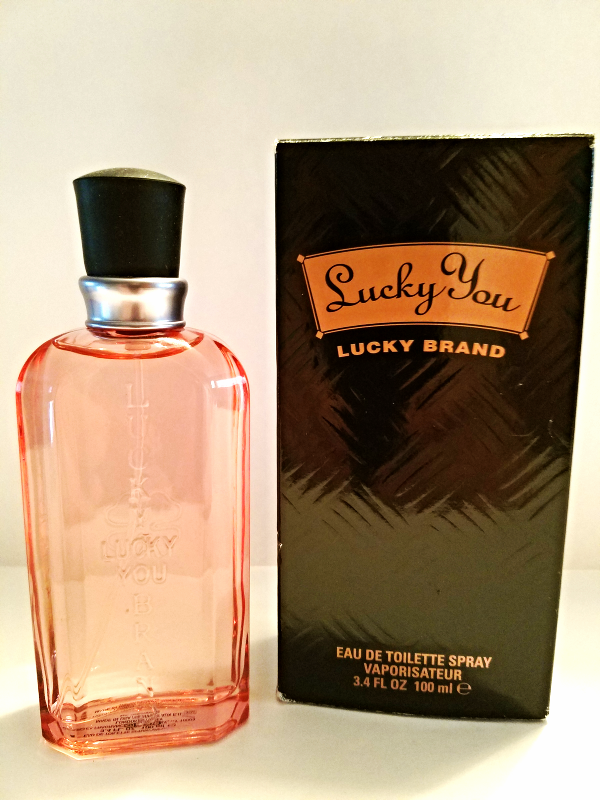 Lucky You
LUCKY BRAND
EAU DE TOILETTE SPRAY
VAPORISATEUR
3.4 FL OZ 100 ml ℮
LUCKY
YOU
LUCKY BRAND